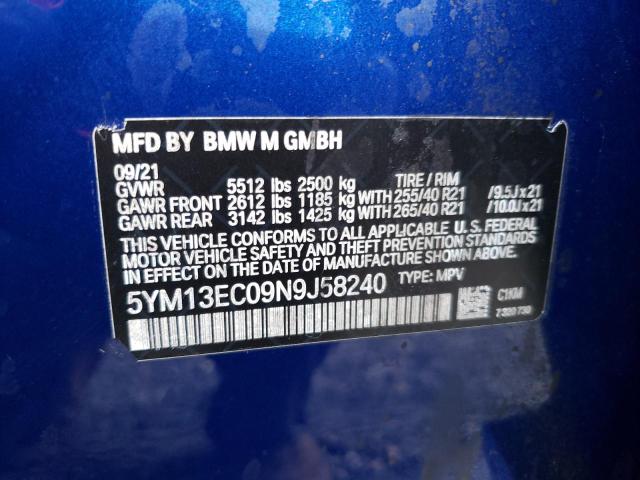 MFD BY BMW M GMBH
09/21
GVWR 5512 lbs 2500 kg TIRE / RIM
GAWR FRONT 2612 lbs 1185 kg WITH 255/40 R21 /9.5Jx21
GAWR REAR 3142 lbs 1425 kg WITH 265/40 R21 /10.0Jx21
THIS VEHICLE CONFORMS TO ALL APPLICABLE U.S. FEDERAL
MOTOR VEHICLE SAFETY AND THEFT PREVENTION STANDARDS
IN EFFECT ON THE DATE OF MANUFACTURE SHOWN ABOVE.
5YM13EC09N9J58240 TYPE: MPV
C1KM
7320730